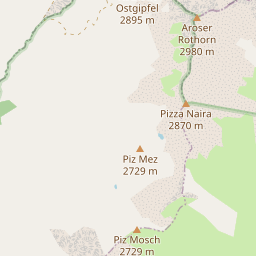 Ostgipfel
2895 m
Aroser
Rothorn
2980 m
Pizza Naira
2870 m
Piz Mez
2729 m
Piz Mosch
2729 m